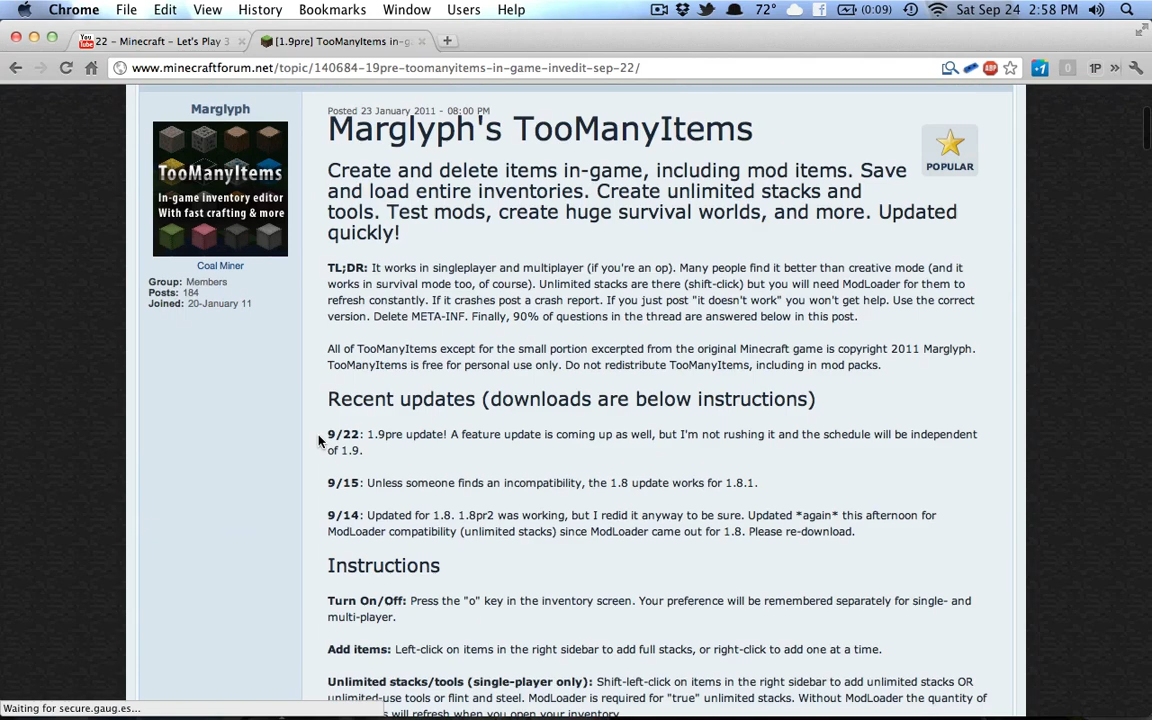 Chrome File Edit View History Bookmarks Window Users Help 72° (0:09) Sat Sep 24 2:58 PM
You Tube 22 – Minecraft – Let's Play 3 [1.9pre] TooManyItems in-g
www.minecraftforum.net/topic/140684-19pre-toomanyitems-in-game-invedit-sep-22/ ABP +1 0 1P »
Marglyph
TooManyItems
In-game inventory editor
With fast crafting & more
Coal Miner
Group: Members
Posts: 184
Joined: 20-January 11
Posted 23 January 2011 - 08:00 PM
Marglyph's TooManyItems
POPULAR
Create and delete items in-game, including mod items. Save
and load entire inventories. Create unlimited stacks and
tools. Test mods, create huge survival worlds, and more. Updated
quickly!
TL;DR: It works in singleplayer and multiplayer (if you're an op). Many people find it better than creative mode (and it
works in survival mode too, of course). Unlimited stacks are there (shift-click) but you will need ModLoader for them to
refresh constantly. If it crashes post a crash report. If you just post "it doesn't work" you won't get help. Use the correct
version. Delete META-INF. Finally, 90% of questions in the thread are answered below in this post.
All of TooManyItems except for the small portion excerpted from the original Minecraft game is copyright 2011 Marglyph.
TooManyItems is free for personal use only. Do not redistribute TooManyItems, including in mod packs.
Recent updates (downloads are below instructions)
9/22: 1.9pre update! A feature update is coming up as well, but I'm not rushing it and the schedule will be independent
of 1.9.
9/15: Unless someone finds an incompatibility, the 1.8 update works for 1.8.1.
9/14: Updated for 1.8. 1.8pr2 was working, but I redid it anyway to be sure. Updated *again* this afternoon for
ModLoader compatibility (unlimited stacks) since ModLoader came out for 1.8. Please re-download.
Instructions
Turn On/Off: Press the "o" key in the inventory screen. Your preference will be remembered separately for single- and
multi-player.
Add items: Left-click on items in the right sidebar to add full stacks, or right-click to add one at a time.
Unlimited stacks/tools (single-player only): Shift-left-click on items in the right sidebar to add unlimited stacks OR
unlimited-use tools or flint and steel. ModLoader is required for "true" unlimited stacks. Without ModLoader the quantity of
s will refresh when you open your inventory.
Waiting for secure.gaug.es...